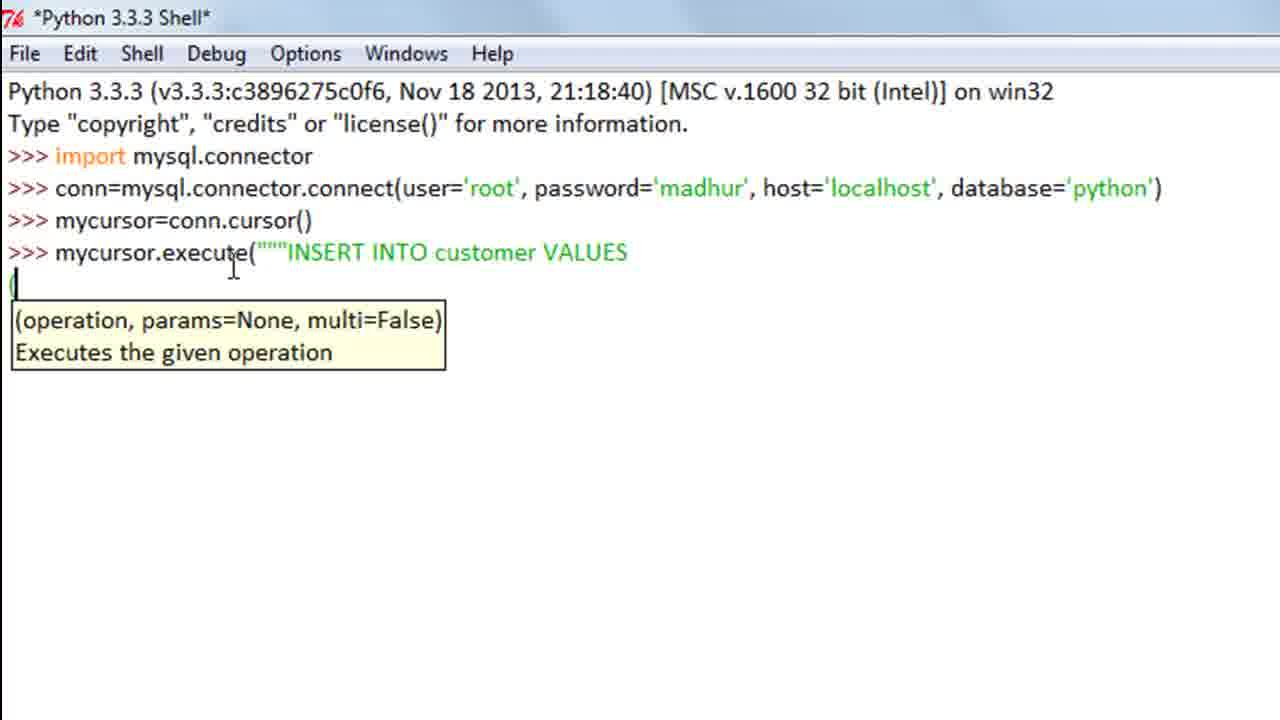 *Python 3.3.3 Shell*
File Edit Shell Debug Options Windows Help
Python 3.3.3 (v3.3.3:c3896275c0f6, Nov 18 2013, 21:18:40) [MSC v.1600 32 bit (Intel)] on win32
Type "copyright", "credits" or "license()" for more information.
>>> import mysql.connector
>>> conn=mysql.connector.connect(user='root', password='madhur', host='localhost', database='python')
>>> mycursor=conn.cursor()
>>> mycursor.execute("""INSERT INTO customer VALUES
(
(operation, params=None, multi=False)
Executes the given operation